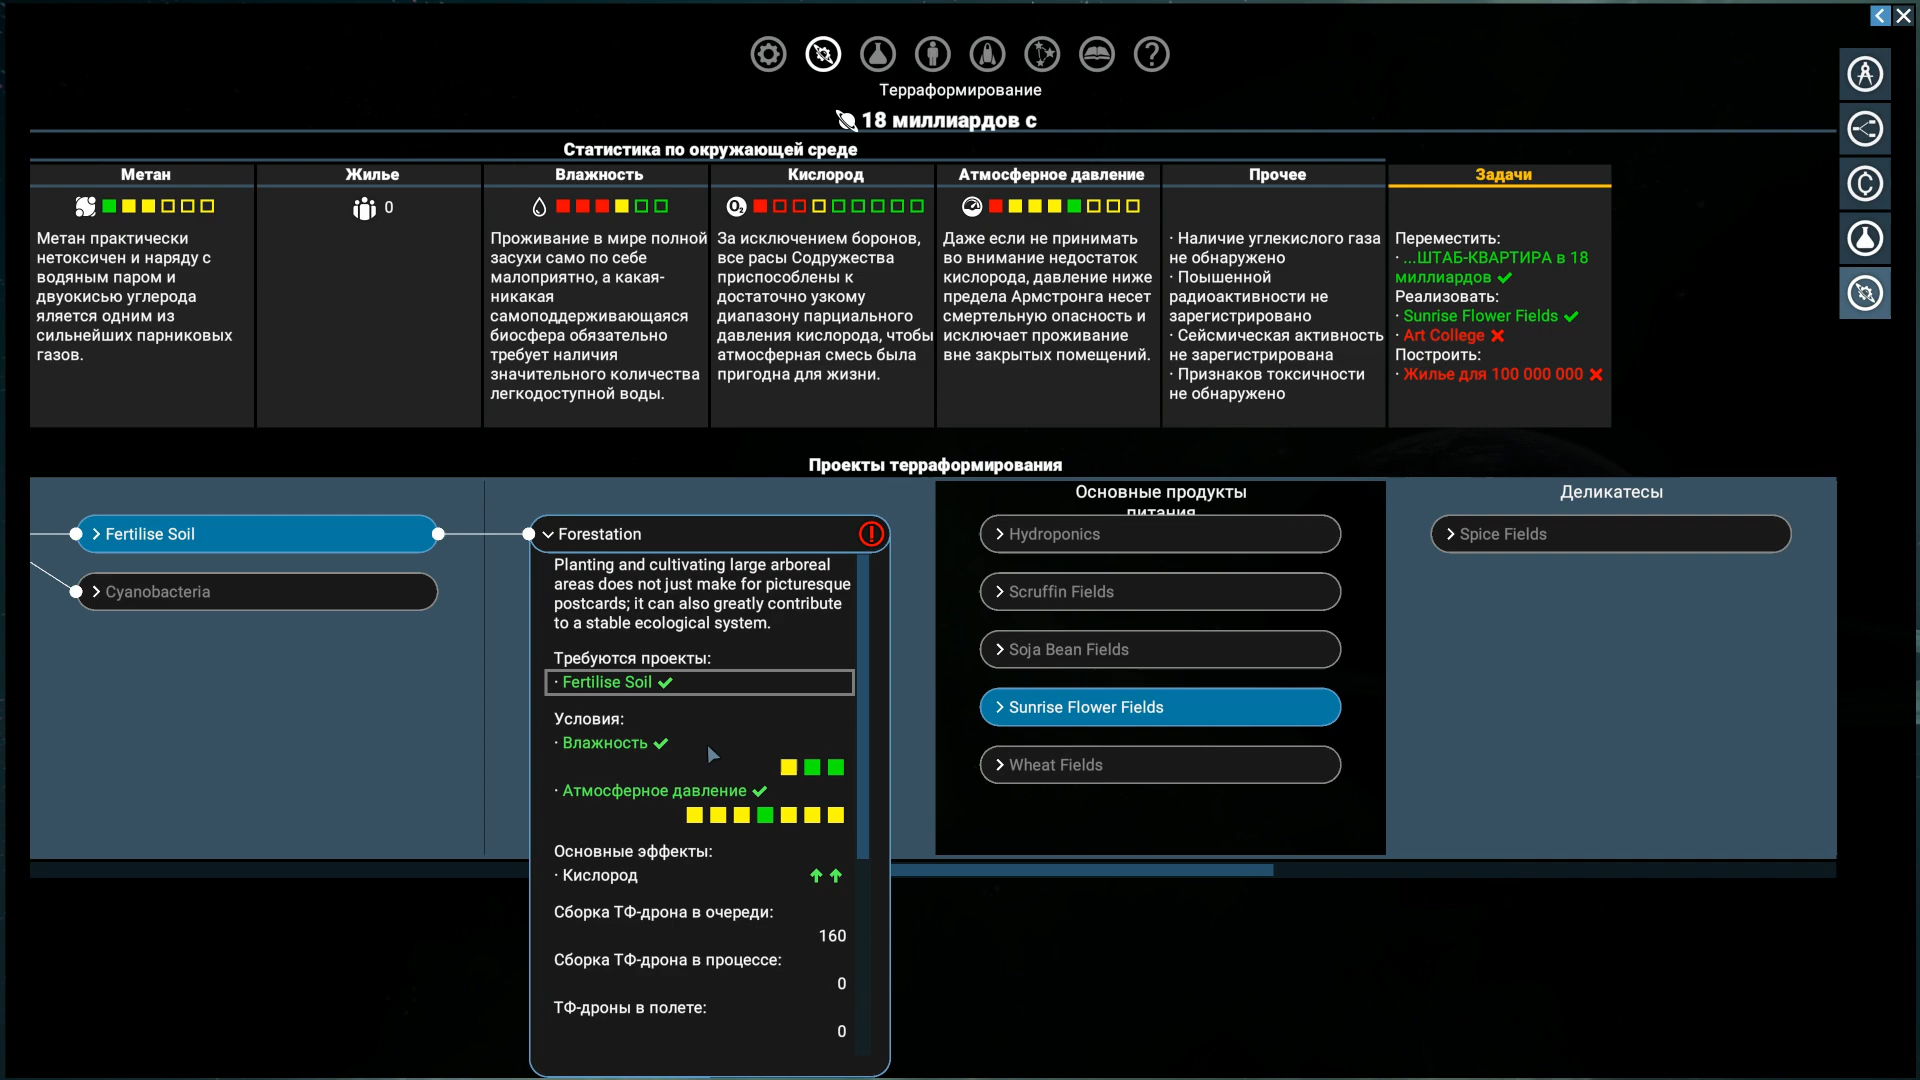 Терраформирование
18 миллиардов с
Статистика по окружающей среде
Метан
Метан практически
нетоксичен и наряду с
водяным паром и
двуокисью углерода
яляется одним из
сильнейших парниковых
газов.
Жилье
0
Влажность
Проживание в мире полной
засухи само по себе
малоприятно, а какая-
никакая
самоподдерживающаяся
биосфера обязательно
требует наличия
значительного количества
легкодоступной воды.
Кислород
O₂
За исключением боронов,
все расы Содружества
приспособлены к
достаточно узкому
диапазону парциального
давления кислорода, чтобы
атмосферная смесь была
пригодна для жизни.
Атмосферное давление
Даже если не принимать
во внимание недостаток
кислорода, давление ниже
предела Армстронга несет
смертельную опасность и
исключает проживание
вне закрытых помещений.
Прочее
· Наличие углекислого газа
не обнаружено
· Поышенной
радиоактивности не
зарегистрировано
· Сейсмическая активность
не зарегистрирована
· Признаков токсичности
не обнаружено
Задачи
Переместить:
· ...ШТАБ-КВАРТИРА в 18
миллиардов
Реализовать:
· Sunrise Flower Fields
· Art College
Построить:
· Жилье для 100 000 000
Проекты терраформирования
Fertilise Soil
Cyanobacteria
Forestation
Planting and cultivating large arboreal
areas does not just make for picturesque
postcards; it can also greatly contribute
to a stable ecological system.
Требуются проекты:
· Fertilise Soil
Условия:
· Влажность
· Атмосферное давление
Основные эффекты:
· Кислород
Сборка ТФ-дрона в очереди:
160
Сборка ТФ-дрона в процессе:
0
ТФ-дроны в полете:
0
Основные продукты
питания
Hydroponics
Scruffin Fields
Soja Bean Fields
Sunrise Flower Fields
Wheat Fields
Деликатесы
Spice Fields